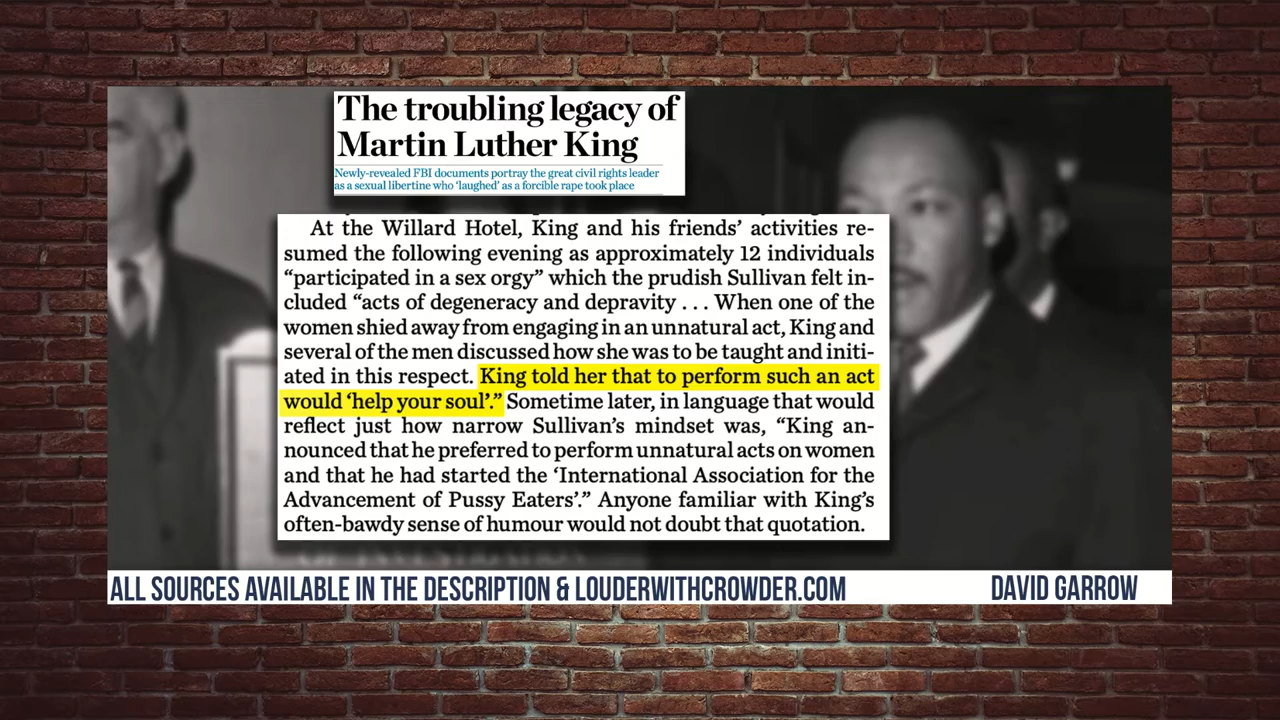 The troubling legacy of
Martin Luther King
Newly-revealed FBI documents portray the great civil rights leader
as a sexual libertine who ‘laughed’ as a forcible rape took place
At the Willard Hotel, King and his friends’ activities re-
sumed the following evening as approximately 12 individuals
“participated in a sex orgy” which the prudish Sullivan felt in-
cluded “acts of degeneracy and depravity . . . When one of the
women shied away from engaging in an unnatural act, King and
several of the men discussed how she was to be taught and initi-
ated in this respect. King told her that to perform such an act
would ‘help your soul’.” Sometime later, in language that would
reflect just how narrow Sullivan’s mindset was, “King an-
nounced that he preferred to perform unnatural acts on women
and that he had started the ‘International Association for the
Advancement of Pussy Eaters’.” Anyone familiar with King’s
often-bawdy sense of humour would not doubt that quotation.
ALL SOURCES AVAILABLE IN THE DESCRIPTION & LOUDERWITHCROWDER.COM
DAVID GARROW